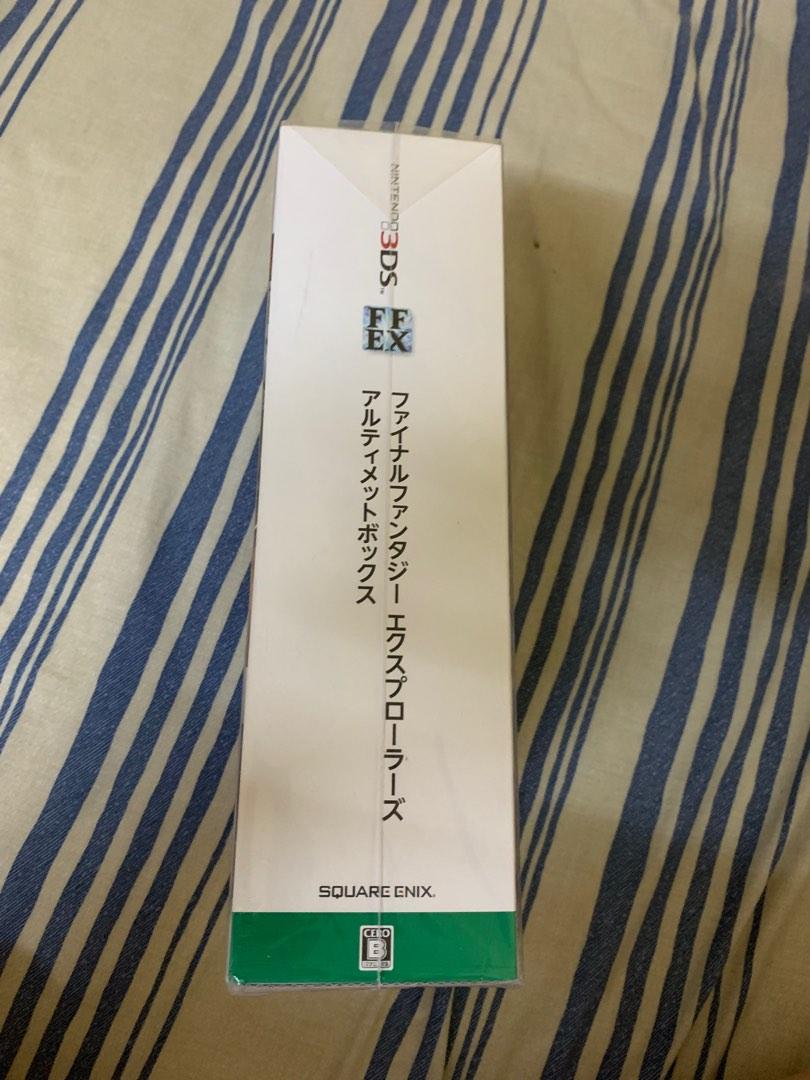 NINTENDO
3DS™
FF
EX
ファイナルファンタジー エクスプローラーズ
アルティメットボックス
SQUARE ENIX®
CERO
B